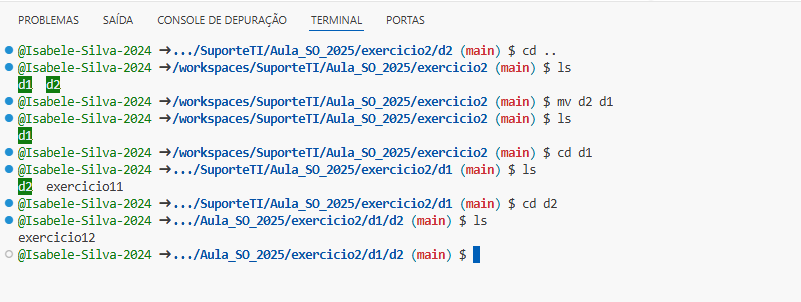 PROBLEMAS SAÍDA CONSOLE DE DEPURAÇÃO TERMINAL PORTAS
@Isabele-Silva-2024 ➜.../SuporteTI/Aula_SO_2025/exercicio2/d2 (main) $ cd ..
@Isabele-Silva-2024 ➜/workspaces/SuporteTI/Aula_SO_2025/exercicio2 (main) $ ls
d1 d2
@Isabele-Silva-2024 ➜/workspaces/SuporteTI/Aula_SO_2025/exercicio2 (main) $ mv d2 d1
@Isabele-Silva-2024 ➜/workspaces/SuporteTI/Aula_SO_2025/exercicio2 (main) $ ls
d1
@Isabele-Silva-2024 ➜/workspaces/SuporteTI/Aula_SO_2025/exercicio2 (main) $ cd d1
@Isabele-Silva-2024 ➜.../SuporteTI/Aula_SO_2025/exercicio2/d1 (main) $ ls
d2 exercicio11
@Isabele-Silva-2024 ➜.../SuporteTI/Aula_SO_2025/exercicio2/d1 (main) $ cd d2
@Isabele-Silva-2024 ➜.../Aula_SO_2025/exercicio2/d1/d2 (main) $ ls
exercicio12
@Isabele-Silva-2024 ➜.../Aula_SO_2025/exercicio2/d1/d2 (main) $